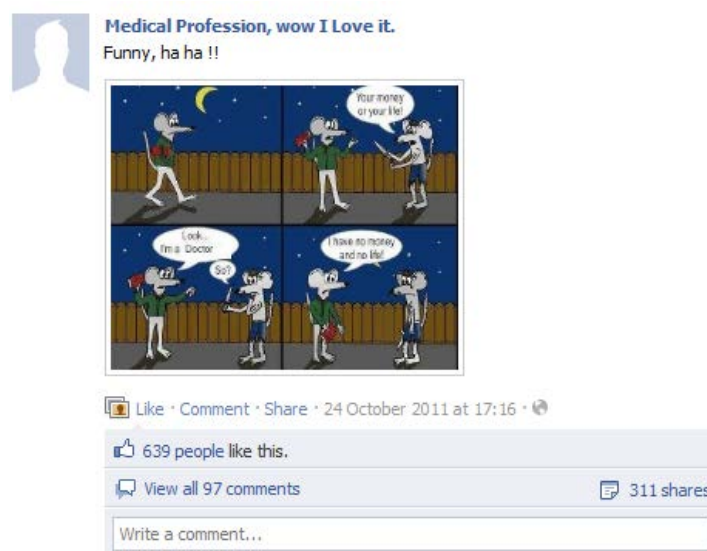 Medical Profession, wow I Love it.
Funny, ha ha !!
Your money
or your life!
Look...
I'm a Doctor
So?
I have no money
and no life!
Like · Comment · Share · 24 October 2011 at 17:16 ·
639 people like this.
View all 97 comments
311 shares
Write a comment...